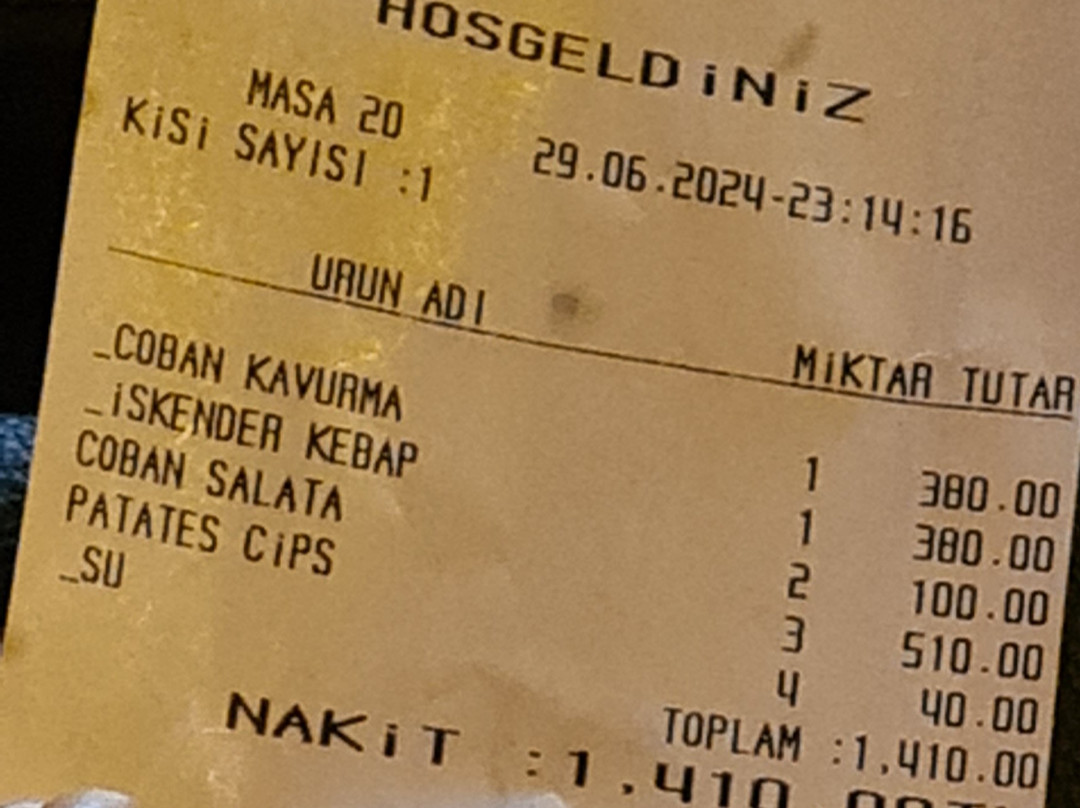 HOSGELDiNiZ
MASA 20
KiSi SAYISI :1 29.06.2024-23:14:16
URUN ADI MiKTAR TUTAR
_COBAN KAVURMA 1 380.00
_iSKENDER KEBAP 1 380.00
COBAN SALATA 2 100.00
PATATES CiPS 3 510.00
_SU 4 40.00
TOPLAM :1,410.00
NAKiT :1,410